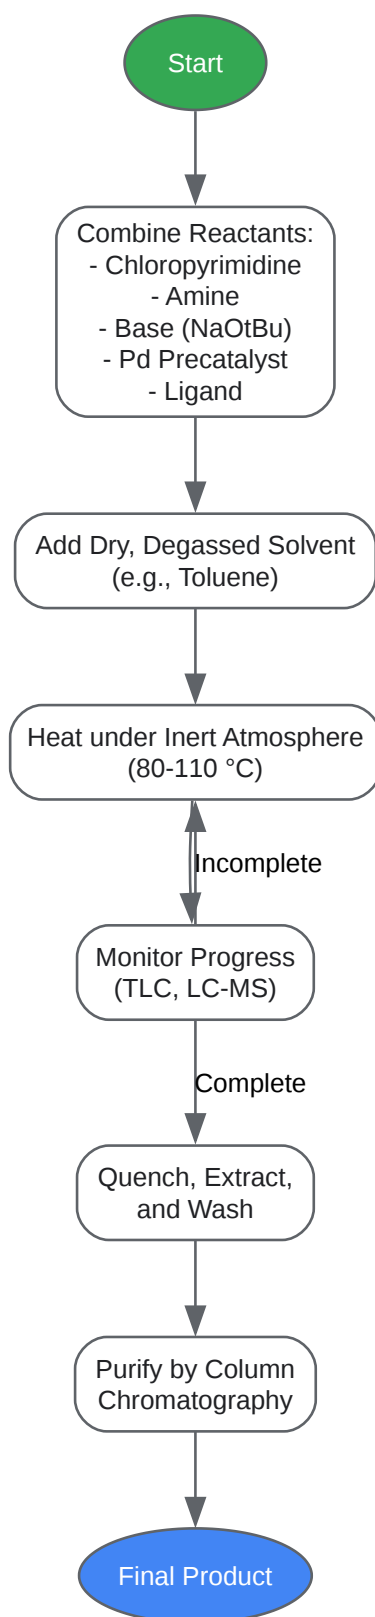 Start
Combine Reactants:
- Chloropyrimidine
- Amine
- Base (NaOtBu)
- Pd Precatalyst
- Ligand
Add Dry, Degassed Solvent
(e.g., Toluene)
Heat under Inert Atmosphere
(80-110 °C)
Incomplete
Monitor Progress
(TLC, LC-MS)
Complete
Quench, Extract,
and Wash
Purify by Column
Chromatography
Final Product